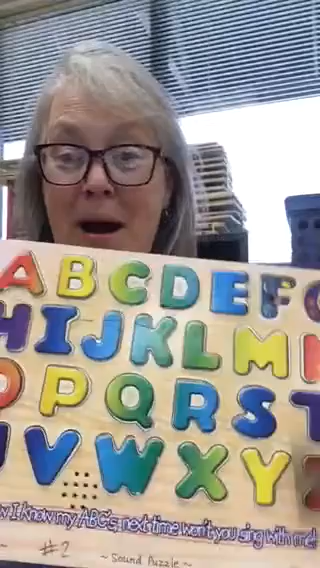 A B C D E F G
H I J K L M N
O P Q R S T
U V W X Y Z
w I know my ABC's, next time won't you sing with me!
#2
~ Sound Puzzle ~